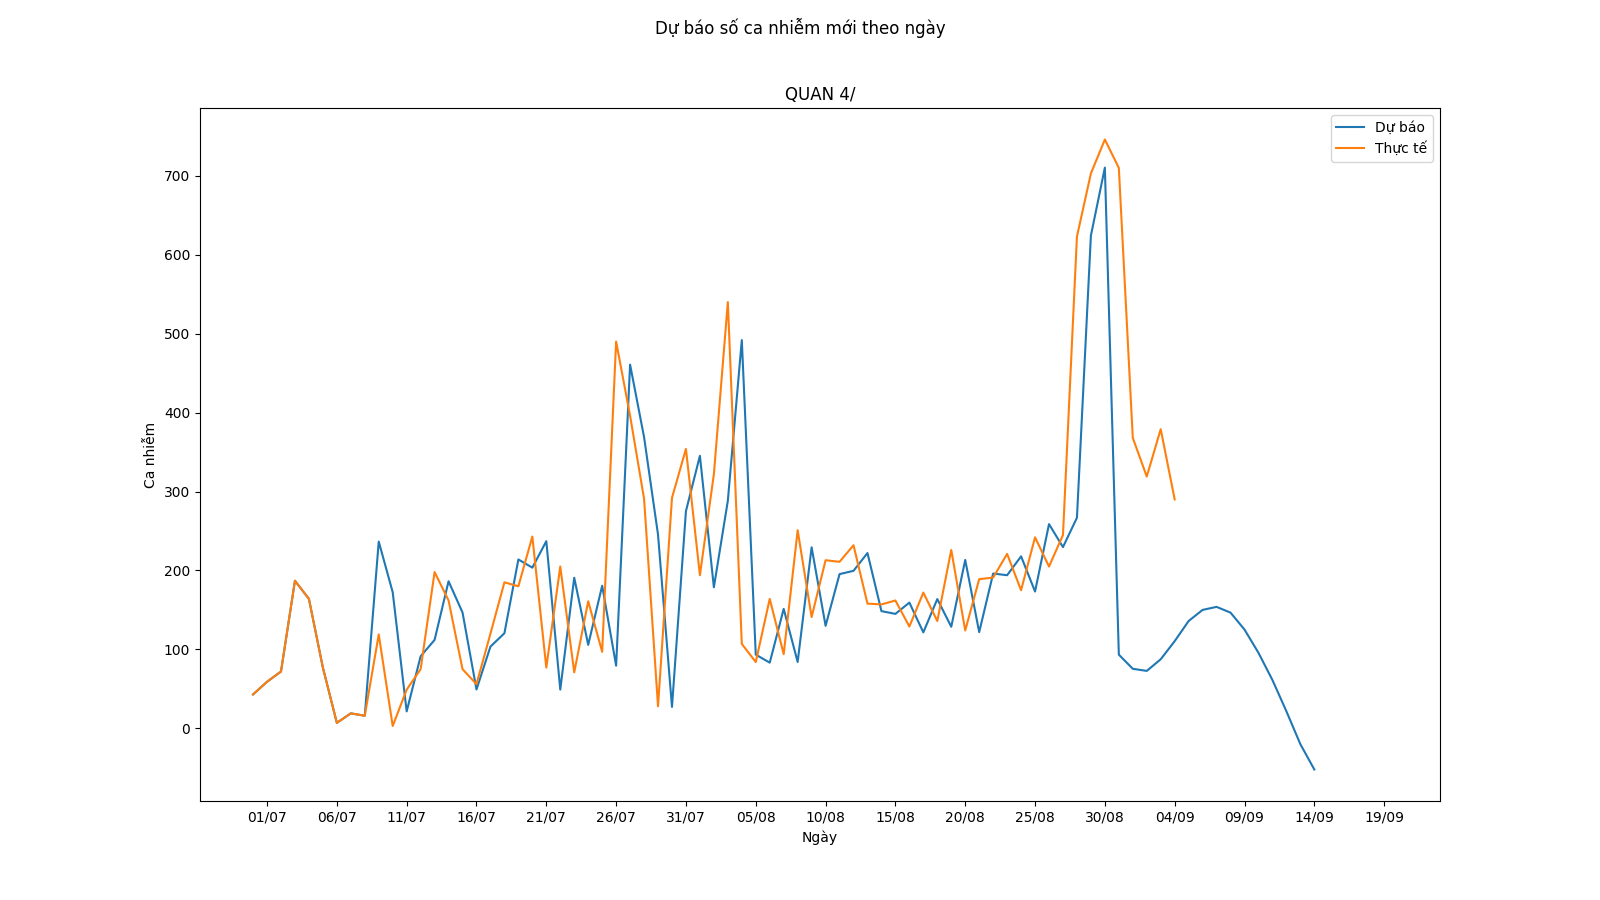 Dự báo số ca nhiễm mới theo ngày
QUAN 4/
Dự báo
Thực tế
700
600
500
400
300
200
100
0
Ca nhiễm
01/07 06/07 11/07 16/07 21/07 26/07 31/07 05/08 10/08 15/08 20/08 25/08 30/08 04/09 09/09 14/09 19/09
Ngày